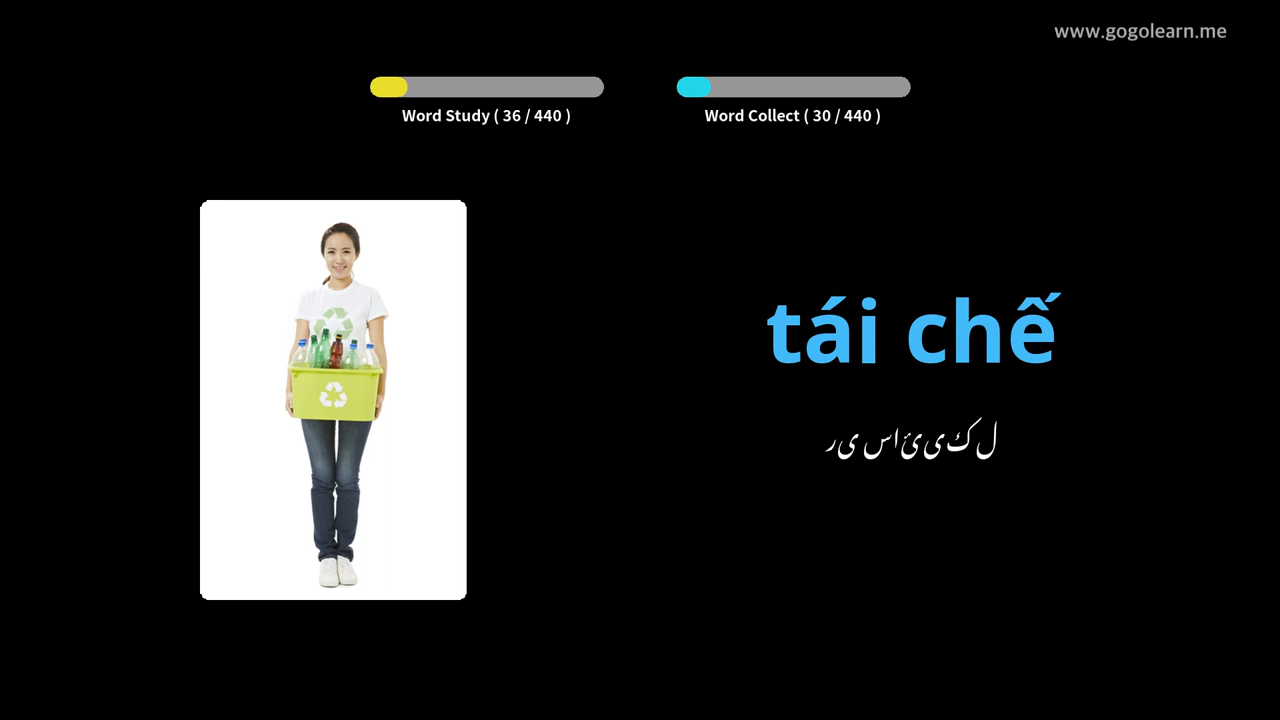 www.gogolearn.me
Word Study ( 36 / 440 )
Word Collect ( 30 / 440 )
tái chế
ری سائیکل